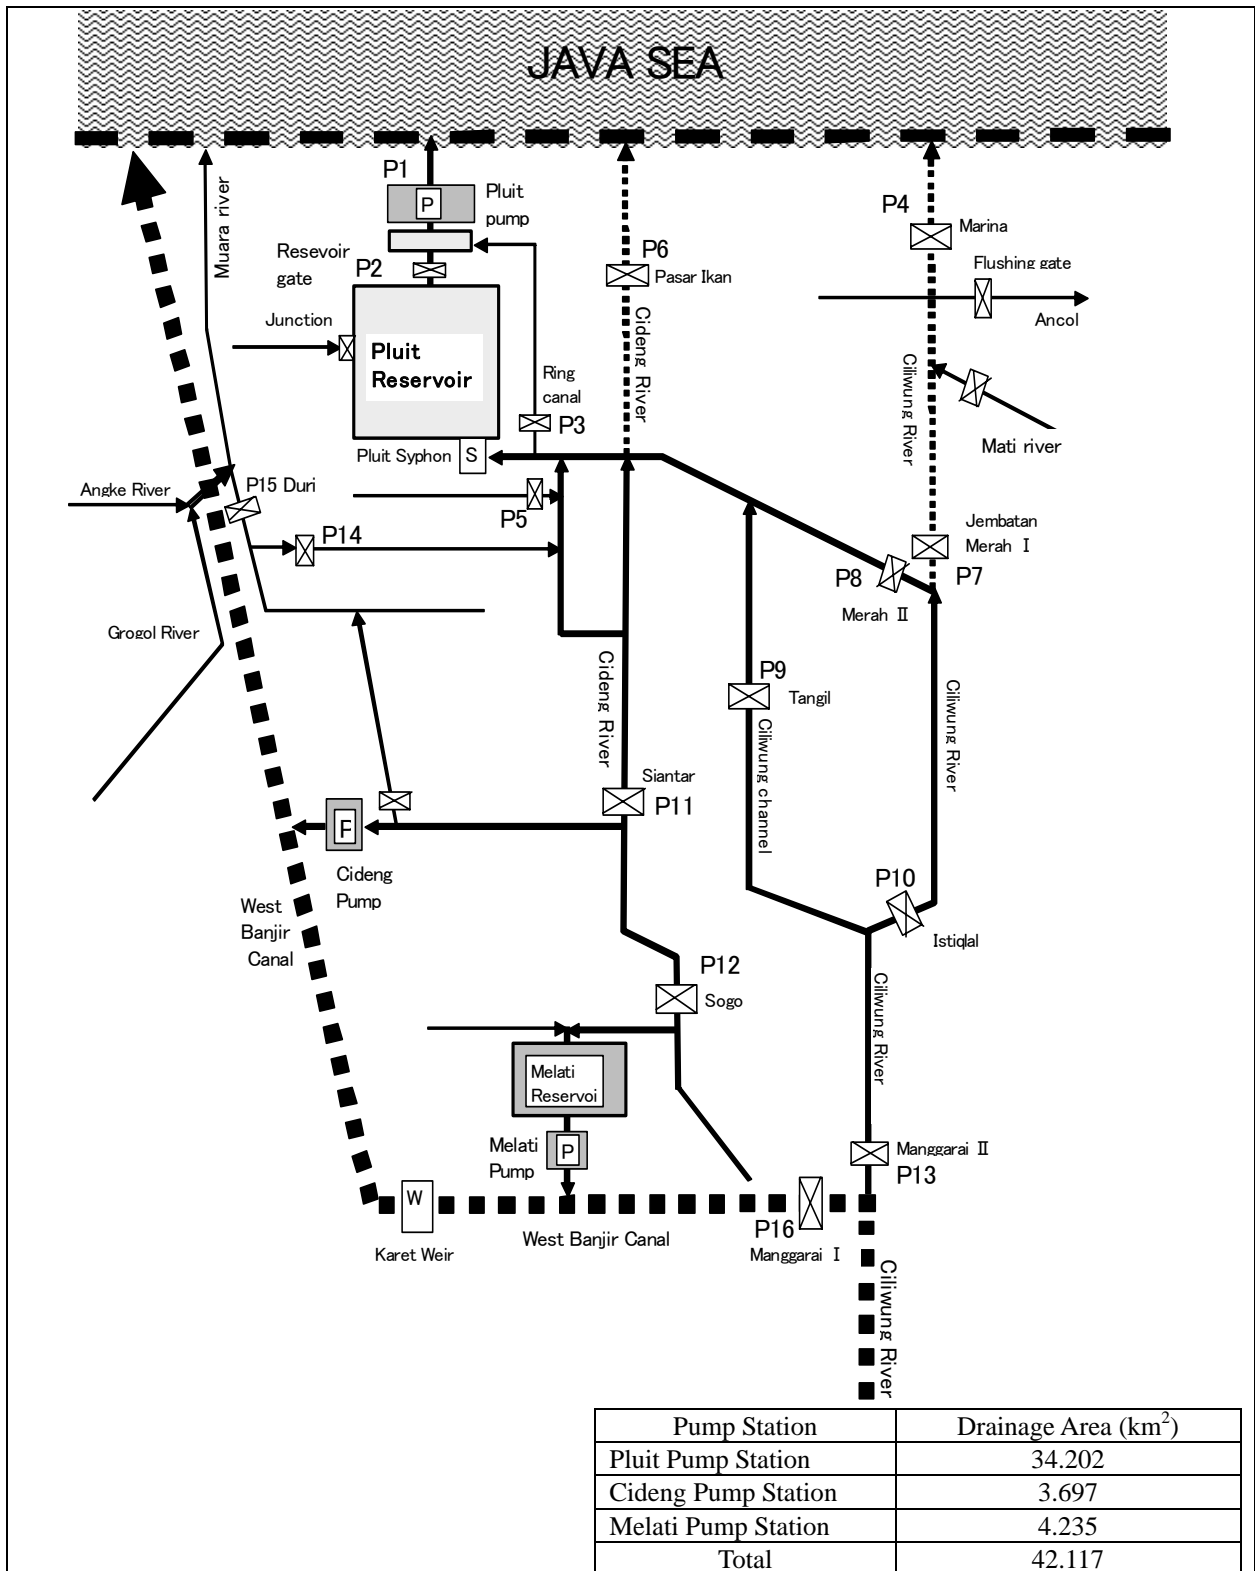 JAVA SEA
P1
P
Pluit
pump
Muara river
Resevoir
gate
P2
P6
Pasar Ikan
P4
Marina
Flushing gate
Ancol
Junction
Pluit
Reservoir
Ring
canal
P3
Cideng River
Ciliwung River
Mati river
Pluit Syphon
S
Angke River
P15 Duri
P5
P14
Jembatan
Merah Ⅰ
P7
P8
Merah Ⅱ
Grogol River
Cideng River
P9
Tangil
Ciliwung River
Siantar
P11
Ciliwung channel
F
Cideng
Pump
West
Banjir
Canal
P10
Istiqlal
P12
Sogo
Ciliwung River
Melati
Reservoi
Melati
Pump
P
Manggarai Ⅱ
P13
W
Karet Weir
West Banjir Canal
P16
Manggarai Ⅰ
Ciliwung River
Pump Station Drainage Area (km2)
Pluit Pump Station 34.202
Cideng Pump Station 3.697
Melati Pump Station 4.235
Total 42.117